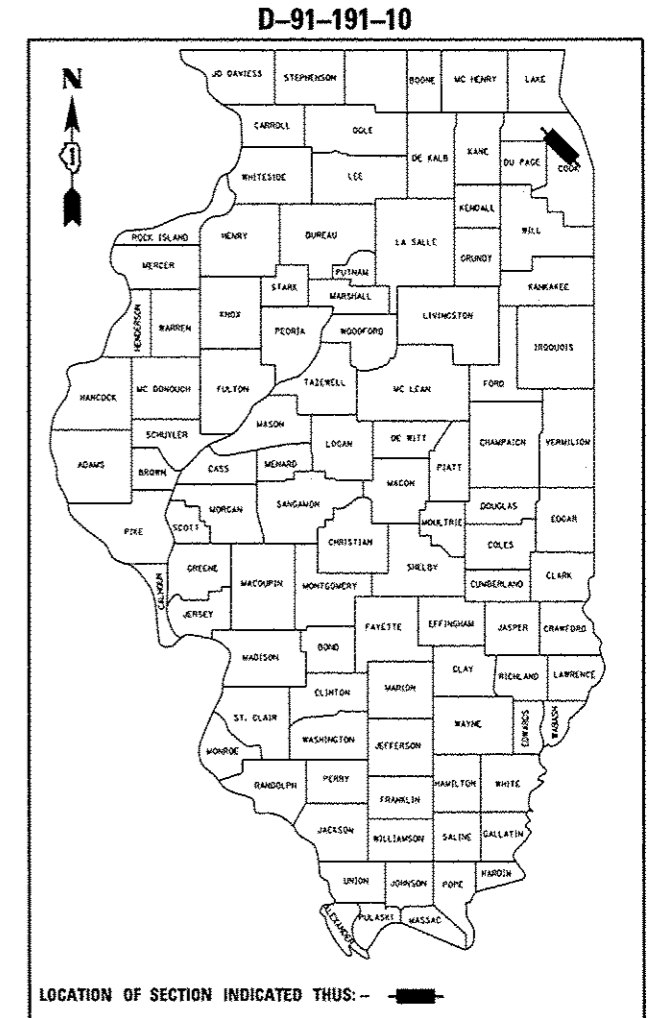 D-91-191-10
N
JO DAVIESS STEPHENSON BOONE MC HENRY LAKE
CARROLL OGLE DE KALB KANE DU PAGE COOK
WHITESIDE LEE
KENDALL WILL
ROCK ISLAND HENRY BUREAU LA SALLE GRUNDY
MERCER PUTNAM KANKAKEE
STARK MARSHALL
HENDERSON WARREN KNOX PEORIA WOODFORD LIVINGSTON IROQUOIS
HANCOCK MC DONOUGH FULTON TAZEWELL MC LEAN FORD
MASON
SCHUYLER LOGAN DE WITT CHAMPAIGN VERMILION
ADAMS BROWN CASS MENARD PIATT
MACON
MORGAN SANGAMON DOUGLAS EDGAR
PIKE SCOTT CHRISTIAN MOULTRIE
COLES
GREENE SHELBY
CALHOUN MACOUPIN MONTGOMERY CUMBERLAND CLARK
JERSEY
FAYETTE EFFINGHAM JASPER CRAWFORD
MADISON BOND
CLAY RICHLAND LAWRENCE
CLINTON MARION
ST. CLAIR WAYNE EDWARDS WABASH
MONROE WASHINGTON JEFFERSON
RANDOLPH PERRY HAMILTON WHITE
FRANKLIN
JACKSON WILLIAMSON SALINE GALLATIN
UNION JOHNSON POPE HARDIN
ALEXANDER PULASKI MASSAC
LOCATION OF SECTION INDICATED THUS: -